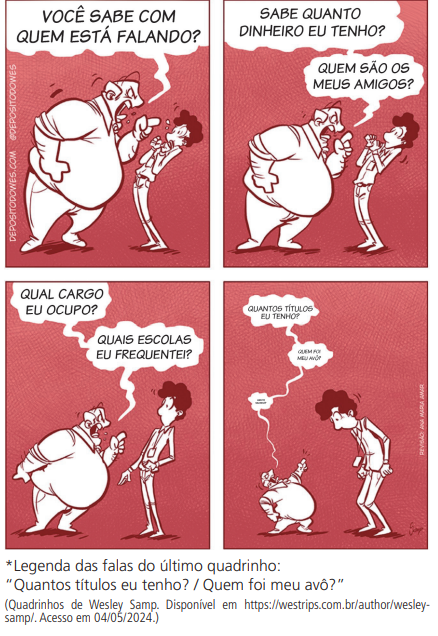 VOCÊ SABE COM
QUEM ESTÁ FALANDO?
DEPOSITODOWES.COM @DEPOSITODOWES
SABE QUANTO
DINHEIRO EU TENHO?
QUEM SÃO OS
MEUS AMIGOS?
QUAL CARGO
EU OCUPO?
QUAIS ESCOLAS
EU FREQUENTEI?
QUANTOS TÍTULOS
EU TENHO?
QUEM FOI
MEU AVÔ?
*Legenda das falas do último quadrinho:
“Quantos títulos eu tenho? / Quem foi meu avô?”
(Quadrinhos de Wesley Samp. Disponível em https://westrips.com.br/author/wesley-
samp/. Acesso em 04/05/2024.)